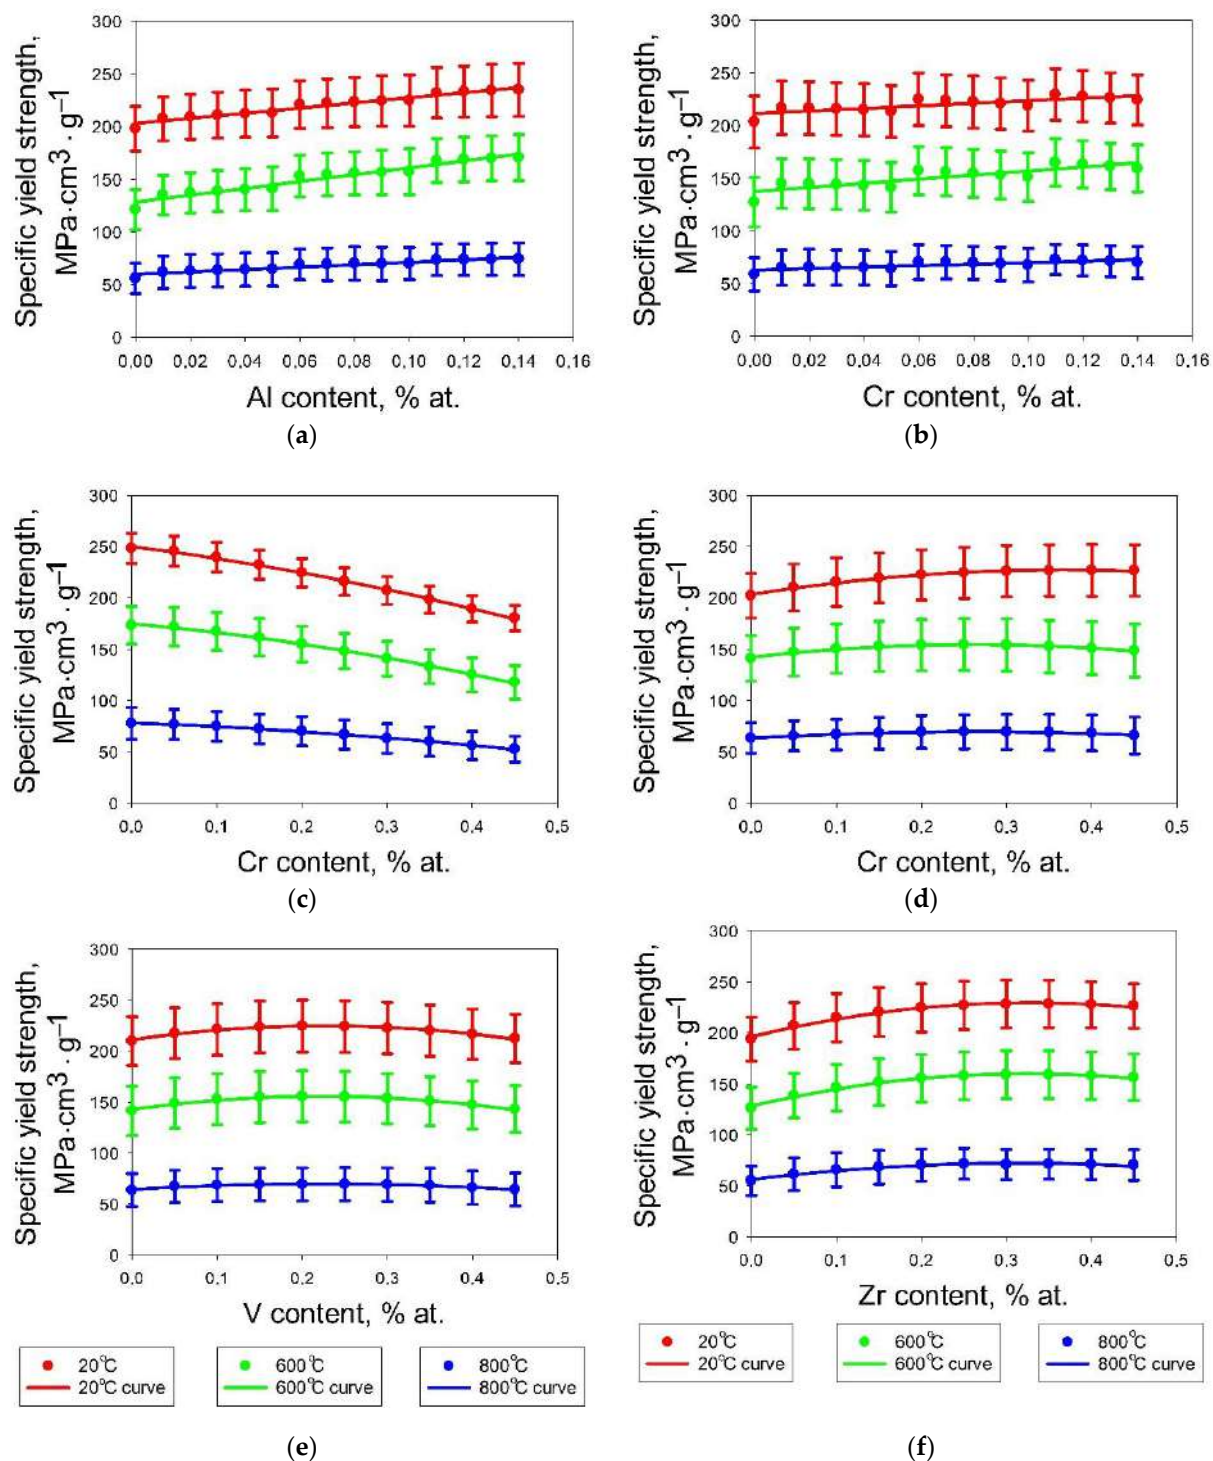 Specific yield strength,
MPa·cm³ · g⁻¹
300
250
200
150
100
50
0
0.00 0.02 0.04 0.06 0.08 0.10 0.12 0.14 0.16
Al content, % at.
(a)
Specific yield strength,
MPa·cm³ · g⁻¹
300
250
200
150
100
50
0
0.00 0.02 0.04 0.06 0.08 0.10 0.12 0.14 0.16
Cr content, % at.
(b)
Specific yield strength,
MPa·cm³ · g⁻¹
300
250
200
150
100
50
0
0.0 0.1 0.2 0.3 0.4 0.5
Cr content, % at.
(c)
Specific yield strength,
MPa·cm³ · g⁻¹
300
250
200
150
100
50
0
0.0 0.1 0.2 0.3 0.4 0.5
Cr content, % at.
(d)
Specific yield strength,
MPa·cm³ · g⁻¹
300
250
200
150
100
50
0
0.0 0.1 0.2 0.3 0.4 0.5
V content, % at.
20°C
20°C curve
600°C
600°C curve
800°C
800°C curve
(e)
Specific yield strength,
MPa·cm³ · g⁻¹
300
250
200
150
100
50
0
0.0 0.1 0.2 0.3 0.4 0.5
Zr content, % at.
20°C
20°C curve
600°C
600°C curve
800°C
800°C curve
(f)